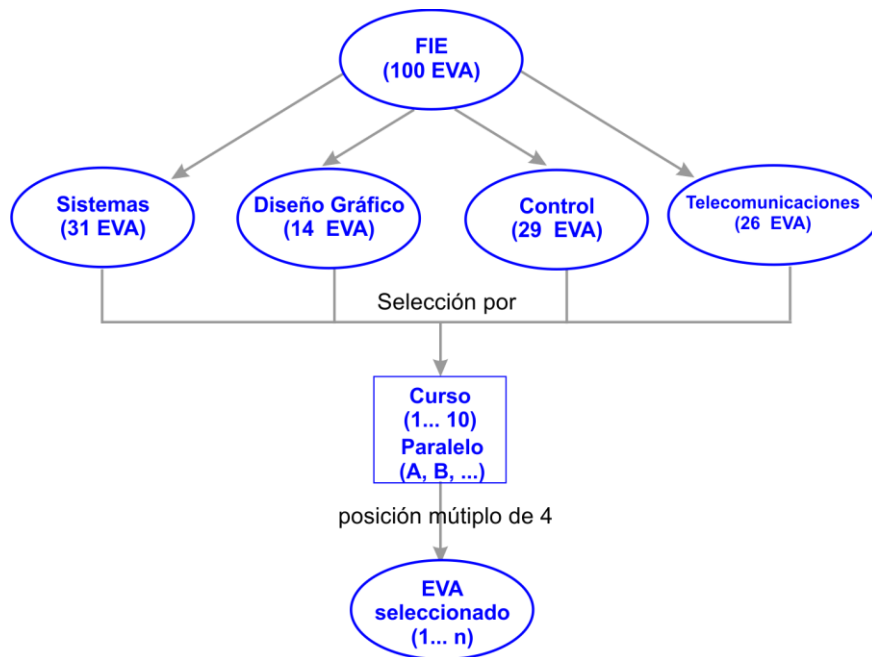 FIE
(100 EVA)
Sistemas
(31 EVA)
Diseño Gráfico
(14 EVA)
Control
(29 EVA)
Telecomunicaciones
(26 EVA)
Selección por
Curso
(1... 10)
Paralelo
(A, B, ...)
posición mútiplo de 4
EVA
seleccionado
(1... n)